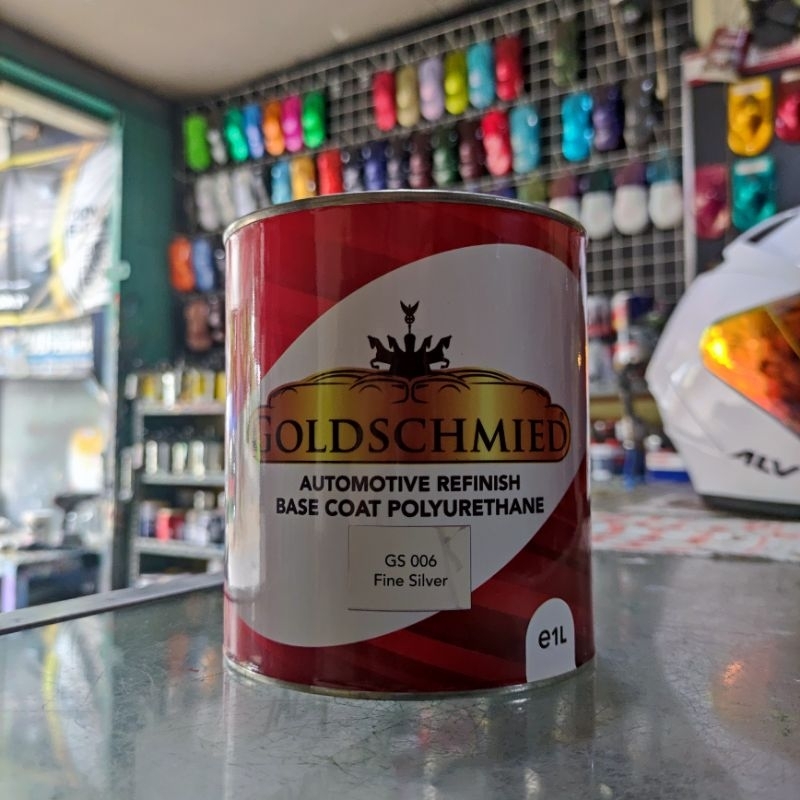 GOLDSCHMIED
AUTOMOTIVE REFINISH
BASE COAT POLYURETHANE
GS 006
Fine Silver
e1L
ALV